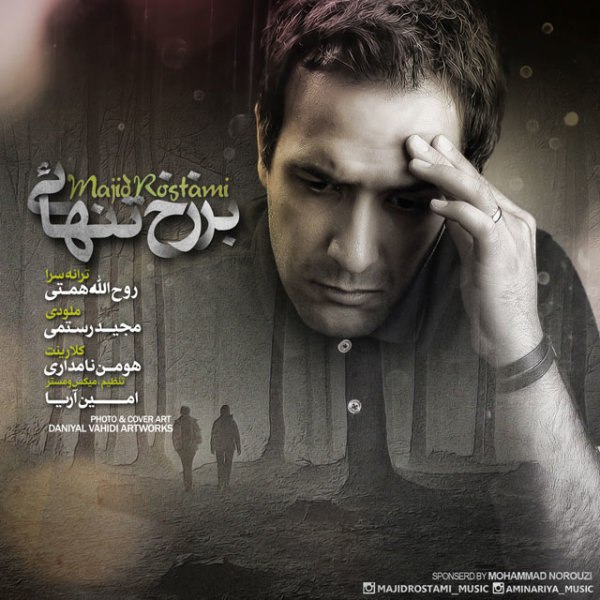 Majid Rostami
برزخ تنهائی
ترانه سرا
روح الله همتی
ملودی
مجید رستمی
کلارینت
هومن نامداری
تنظیم، میکس و مستر
امین آریا
PHOTO & COVER ART
DANIYAL VAHIDI ARTWORKS
SPONSERD BY MOHAMMAD NOROUZI
MAJIDROSTAMI_MUSIC AMINARIYA_MUSIC